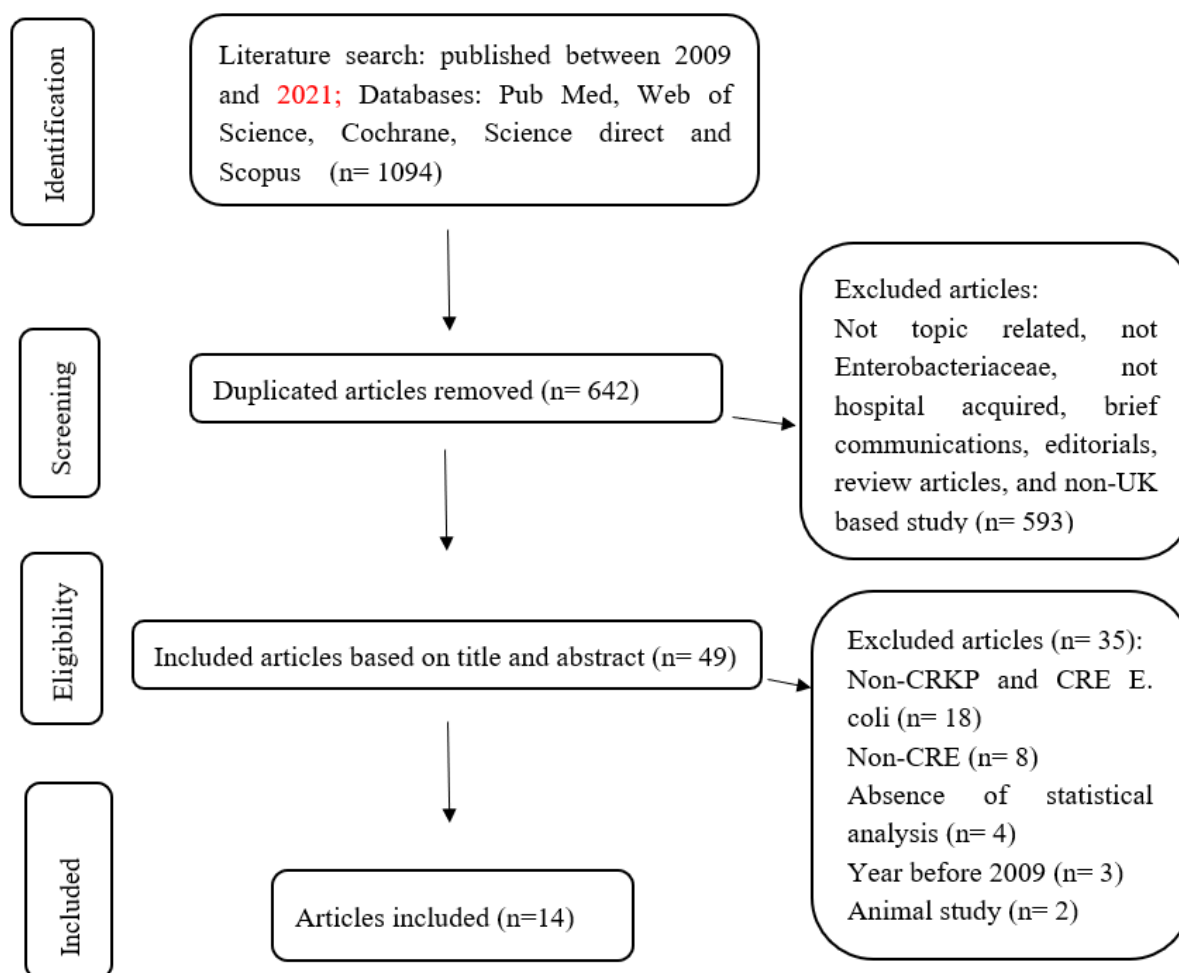 Identification
Literature search: published between 2009
and 2021; Databases: Pub Med, Web of
Science, Cochrane, Science direct and
Scopus (n= 1094)
Screening
Duplicated articles removed (n= 642)
Excluded articles:
Not topic related, not
Enterobacteriaceae, not
hospital acquired, brief
communications, editorials,
review articles, and non-UK
based study (n= 593)
Eligibility
Included articles based on title and abstract (n= 49)
Excluded articles (n= 35):
Non-CRKP and CRE E.
coli (n= 18)
Non-CRE (n= 8)
Absence of statistical
analysis (n= 4)
Year before 2009 (n= 3)
Animal study (n= 2)
Included
Articles included (n=14)